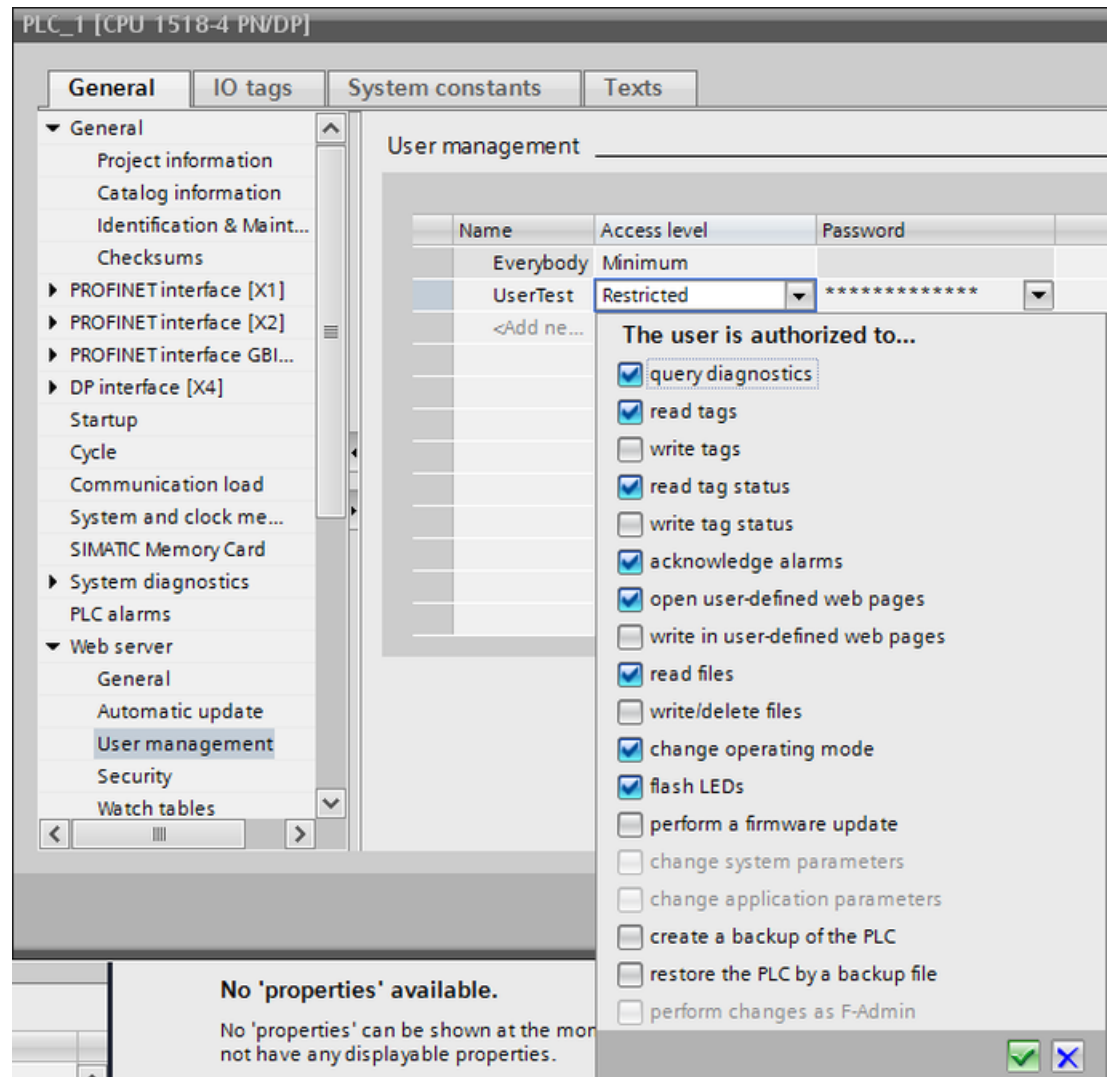 PLC_1 [CPU 1518-4 PN/DP]
General IO tags System constants Texts
General
Project information
Catalog information
Identification & Maint...
Checksums
PROFINET interface [X1]
PROFINET interface [X2]
PROFINET interface GBI...
DP interface [X4]
Startup
Cycle
Communication load
System and clock me...
SIMATIC Memory Card
System diagnostics
PLC alarms
Web server
General
Automatic update
User management
Security
Watch tables
User management
Name Access level Password
Everybody Minimum
UserTest Restricted *************
<Add ne...
The user is authorized to...
query diagnostics
read tags
write tags
read tag status
write tag status
acknowledge alarms
open user-defined web pages
write in user-defined web pages
read files
write/delete files
change operating mode
flash LEDs
perform a firmware update
change system parameters
change application parameters
create a backup of the PLC
restore the PLC by a backup file
perform changes as F-Admin
No 'properties' available.
No 'properties' can be shown at the mor
not have any displayable properties.